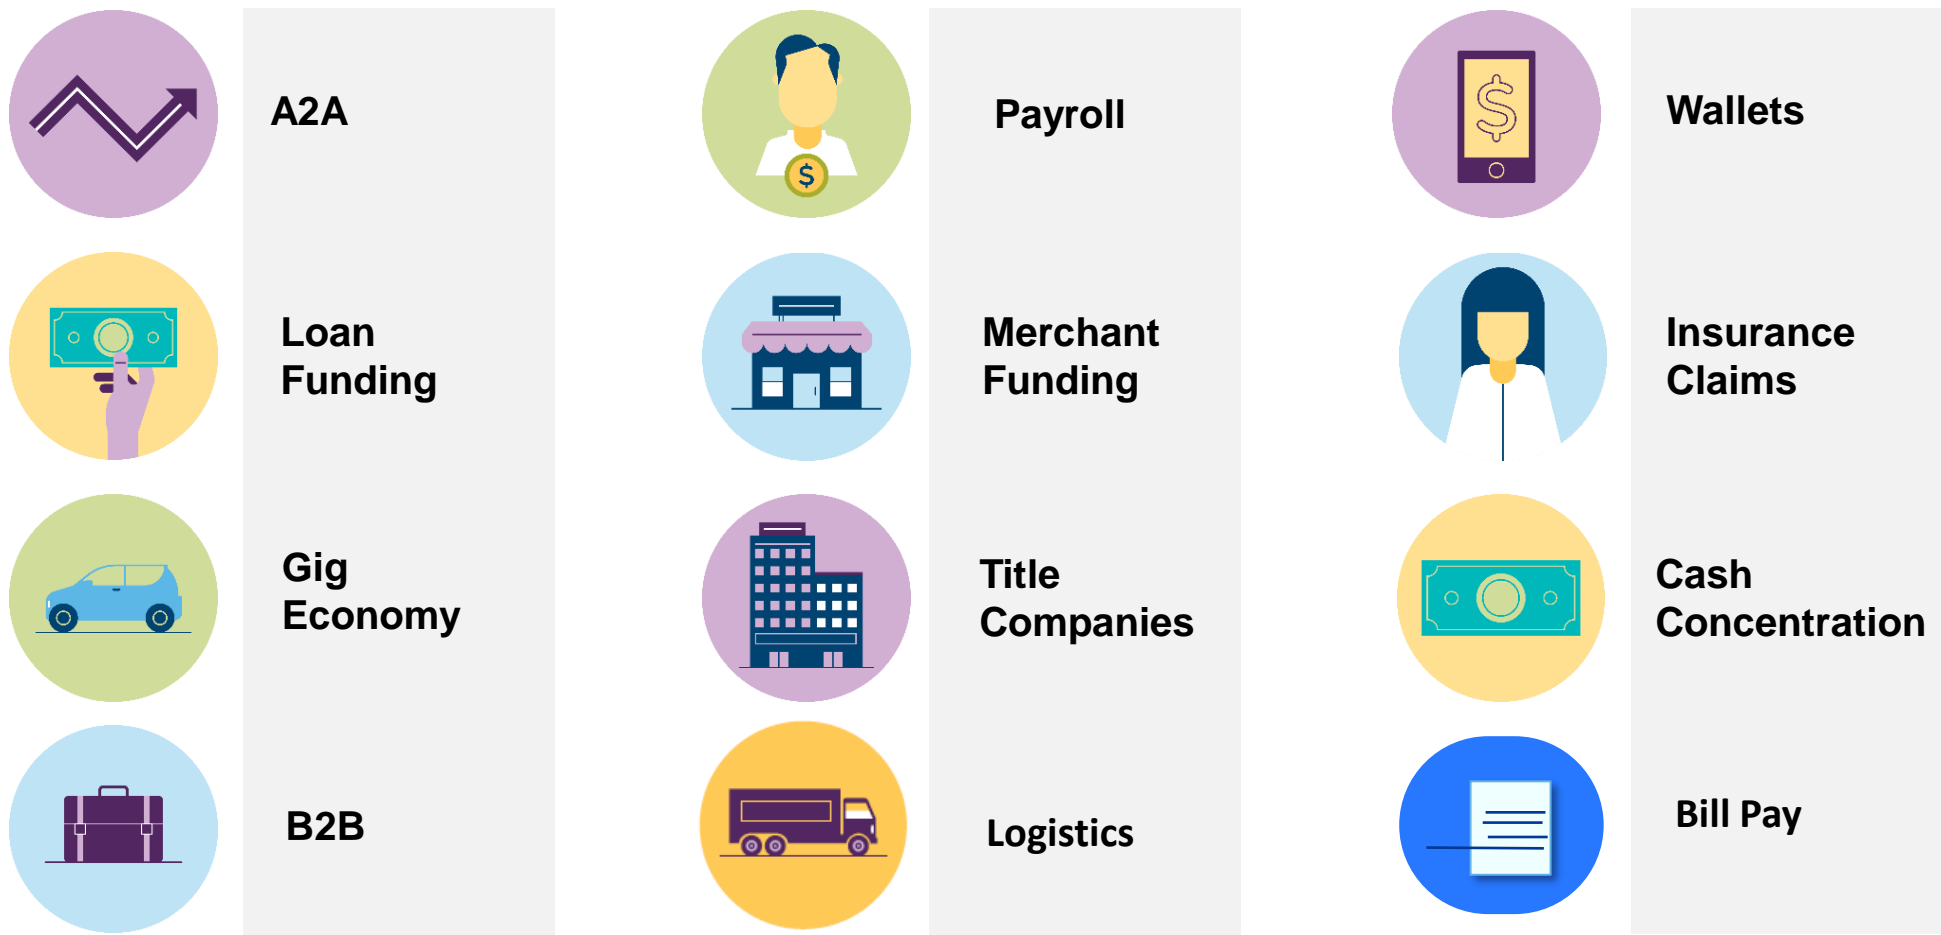 A2A
Payroll
Wallets
Loan
Funding
Merchant
Funding
Insurance
Claims
Gig
Economy
Title
Companies
Cash
Concentration
B2B
Logistics
Bill Pay
$
$